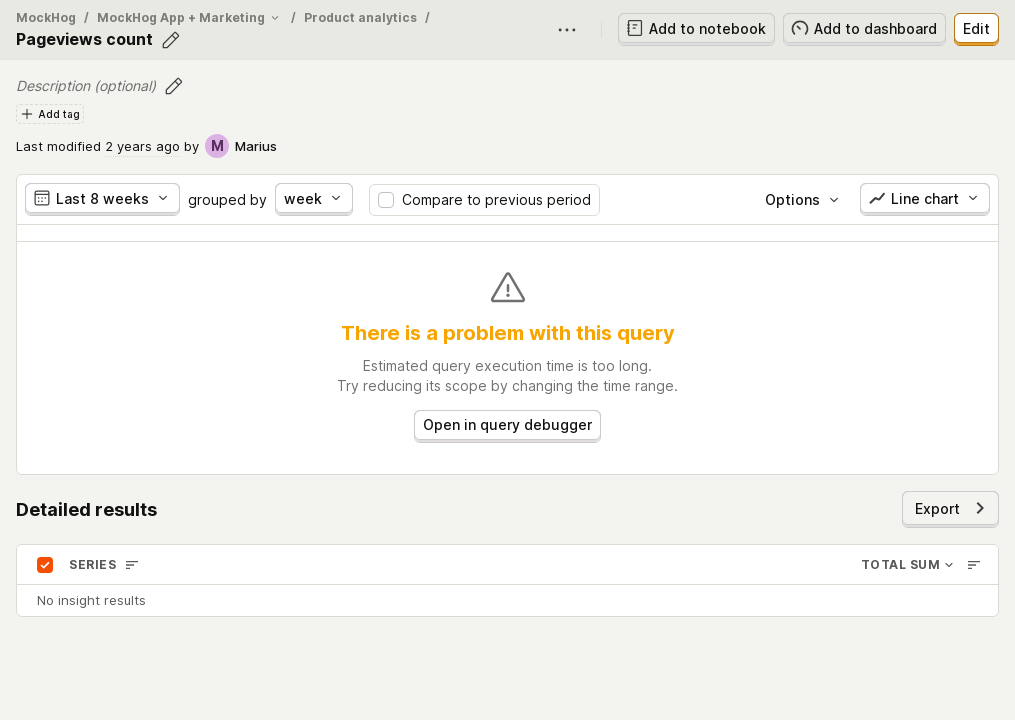 MockHog / MockHog App + Marketing / Product analytics /
Pageviews count
Add to notebook
Add to dashboard
Edit
Description (optional)
Add tag
Last modified 2 years ago by M Marius
Last 8 weeks grouped by week Compare to previous period Options Line chart
There is a problem with this query
Estimated query execution time is too long.
Try reducing its scope by changing the time range.
Open in query debugger
Detailed results
Export
SERIES TOTAL SUM
No insight results